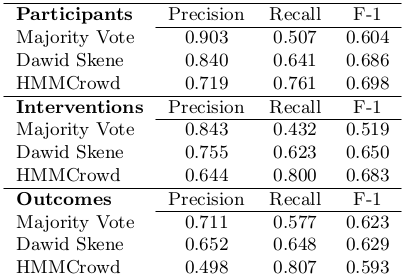 Participants Precision Recall F-1
Majority Vote 0.903 0.507 0.604
Dawid Skene 0.840 0.641 0.686
HMMCrowd 0.719 0.761 0.698
Interventions Precision Recall F-1
Majority Vote 0.843 0.432 0.519
Dawid Skene 0.755 0.623 0.650
HMMCrowd 0.644 0.800 0.683
Outcomes Precision Recall F-1
Majority Vote 0.711 0.577 0.623
Dawid Skene 0.652 0.648 0.629
HMMCrowd 0.498 0.807 0.593